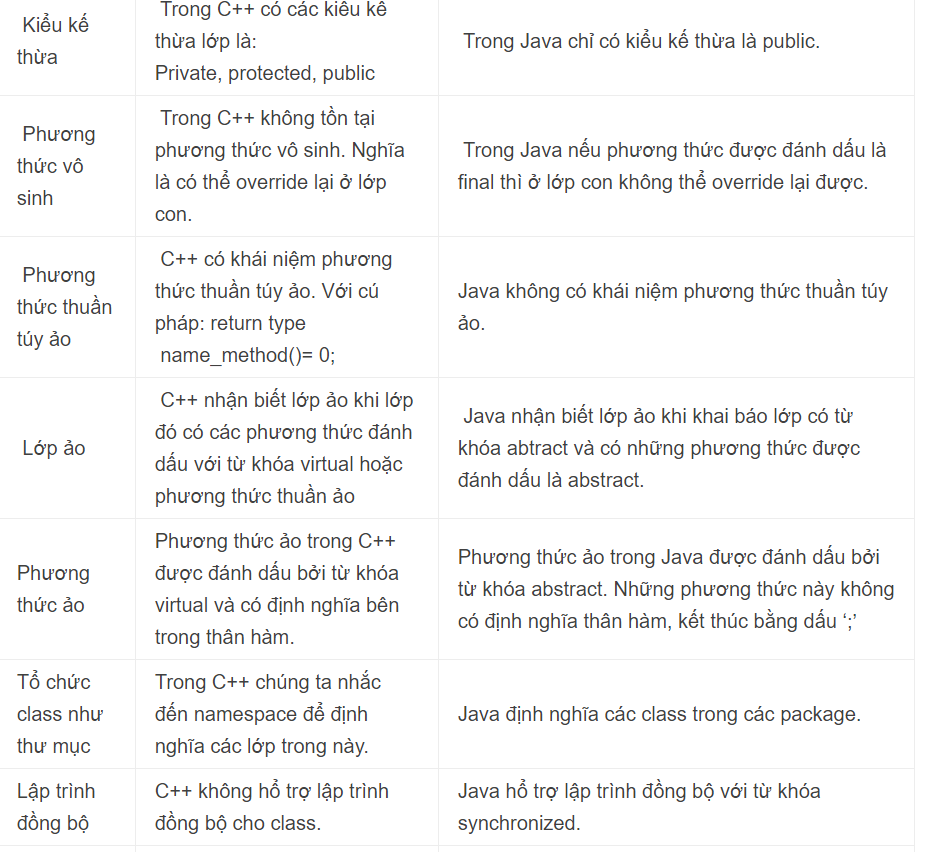 Kiểu kế
thừa
Trong C++ có các kiểu kế
thừa lớp là:
Private, protected, public
Trong Java chỉ có kiểu kế thừa là public.
Phương
thức vô
sinh
Trong C++ không tồn tại
phương thức vô sinh. Nghĩa
là có thể override lại ở lớp
con.
Trong Java nếu phương thức được đánh dấu là
final thì ở lớp con không thể override lại được.
Phương
thức thuần
túy ảo
C++ có khái niệm phương
thức thuần túy ảo. Với cú
pháp: return type
name_method()= 0;
Java không có khái niệm phương thức thuần túy
ảo.
Lớp ảo
C++ nhận biết lớp ảo khi lớp
đó có các phương thức đánh
dấu với từ khóa virtual hoặc
phương thức thuần ảo
Java nhận biết lớp ảo khi khai báo lớp có từ
khóa abtract và có những phương thức được
đánh dấu là abstract.
Phương
thức ảo
Phương thức ảo trong C++
được đánh dấu bởi từ khóa
virtual và có định nghĩa bên
trong thân hàm.
Phương thức ảo trong Java được đánh dấu bởi
từ khóa abstract. Những phương thức này không
có định nghĩa thân hàm, kết thúc bằng dấu ‘;’
Tổ chức
class như
thư mục
Trong C++ chúng ta nhắc
đến namespace để định
nghĩa các lớp trong này.
Java định nghĩa các class trong các package.
Lập trình
đồng bộ
C++ không hổ trợ lập trình
đồng bộ cho class.
Java hổ trợ lập trình đồng bộ với từ khóa
synchronized.